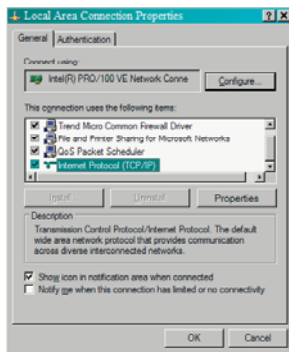 Local Area Connection Properties
General Authentication
Connect using:
Intel(R) PRO/100 VE Network Conne
Configure...
This connection uses the following items:
Trend Micro Common Firewall Driver
File and Printer Sharing for Microsoft Networks
QoS Packet Scheduler
Internet Protocol (TCP/IP)
Install... Uninstall Properties
Description
Transmission Control Protocol/Internet Protocol. The default
wide area network protocol that provides communication
across diverse interconnected networks.
Show icon in notification area when connected
Notify me when this connection has limited or no connectivity
OK Cancel